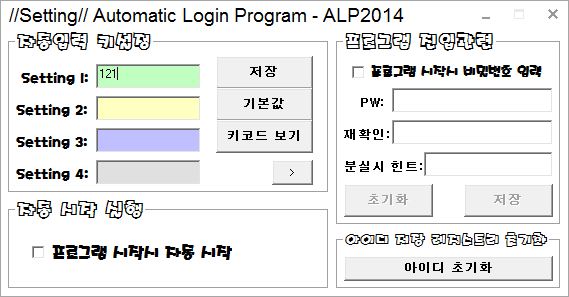 //Setting// Automatic Login Program - ALP2014
자동입력 키설정
Setting 1: 121
저장
Setting 2:
기본값
Setting 3:
키코드 보기
Setting 4:
>
자동 시작 설정
프로그램 시작시 자동 시작
프로그램 진입관련
프로그램 시작시 비밀번호 입력
PW:
재확인:
분실시 힌트:
초기화
저장
아이디 저장 레지스트리 초기화
아이디 초기화